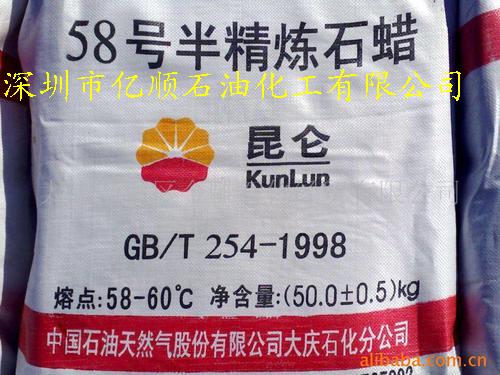 58号半精炼石蜡
深圳市亿顺石油化工有限公司
昆仑
KunLun
GB/T 254-1998
熔点:58-60℃ 净含量:(50.0±0.5)kg
中国石油天然气股份有限公司大庆石化分公司
alibaba.com.cn